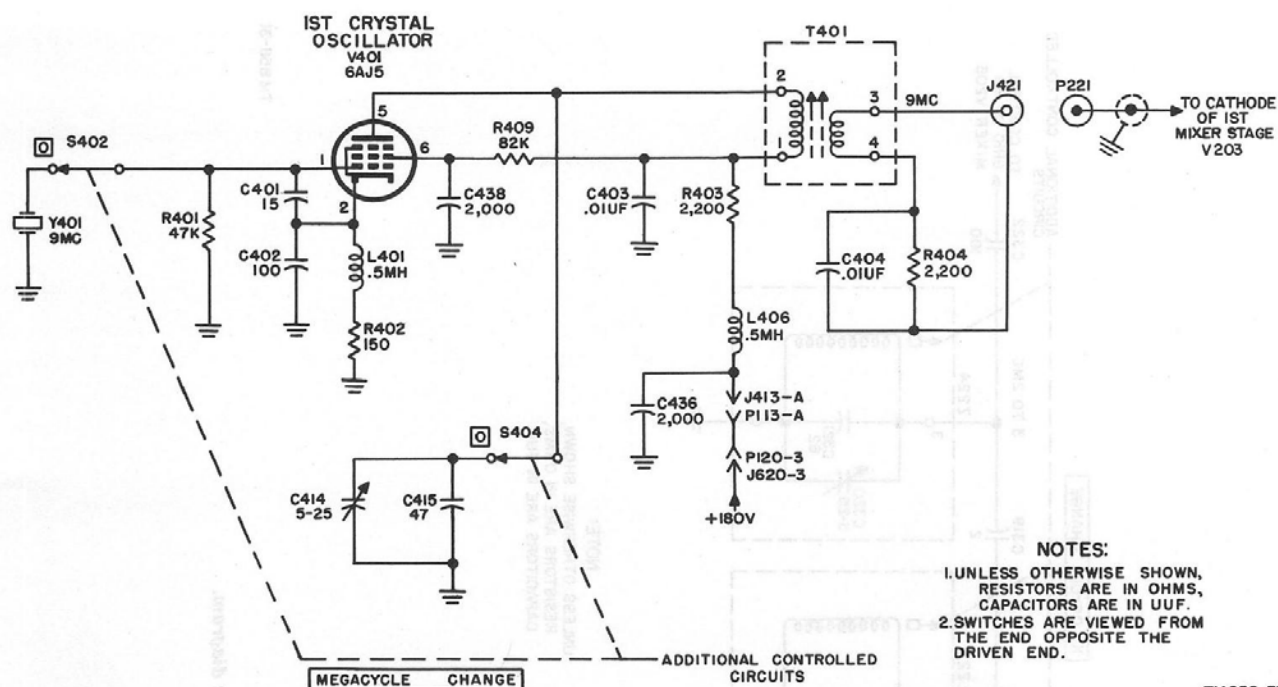 IST CRYSTAL
OSCILLATOR
V401
6AJ5
T401
2
3
9MC
J421
P221
TO CATHODE
OF IST
MIXER STAGE
V203
1
4
5
O
S402
1
6
R409
82K
2
C401
15
C438
2,000
C403
.01UF
R403
2,200
Y401
9MC
R401
47K
C402
100
L401
.5MH
C404
.01UF
R404
2,200
R402
150
L406
.5MH
C436
2,000
J413-A
P113-A
O
S404
P120-3
J620-3
C414
5-25
C415
47
+180V
NOTES:
1.UNLESS OTHERWISE SHOWN,
RESISTORS ARE IN OHMS,
CAPACITORS ARE IN UUF.
2.SWITCHES ARE VIEWED FROM
THE END OPPOSITE THE
DRIVEN END.
MEGACYCLE CHANGE
ADDITIONAL CONTROLLED
CIRCUITS